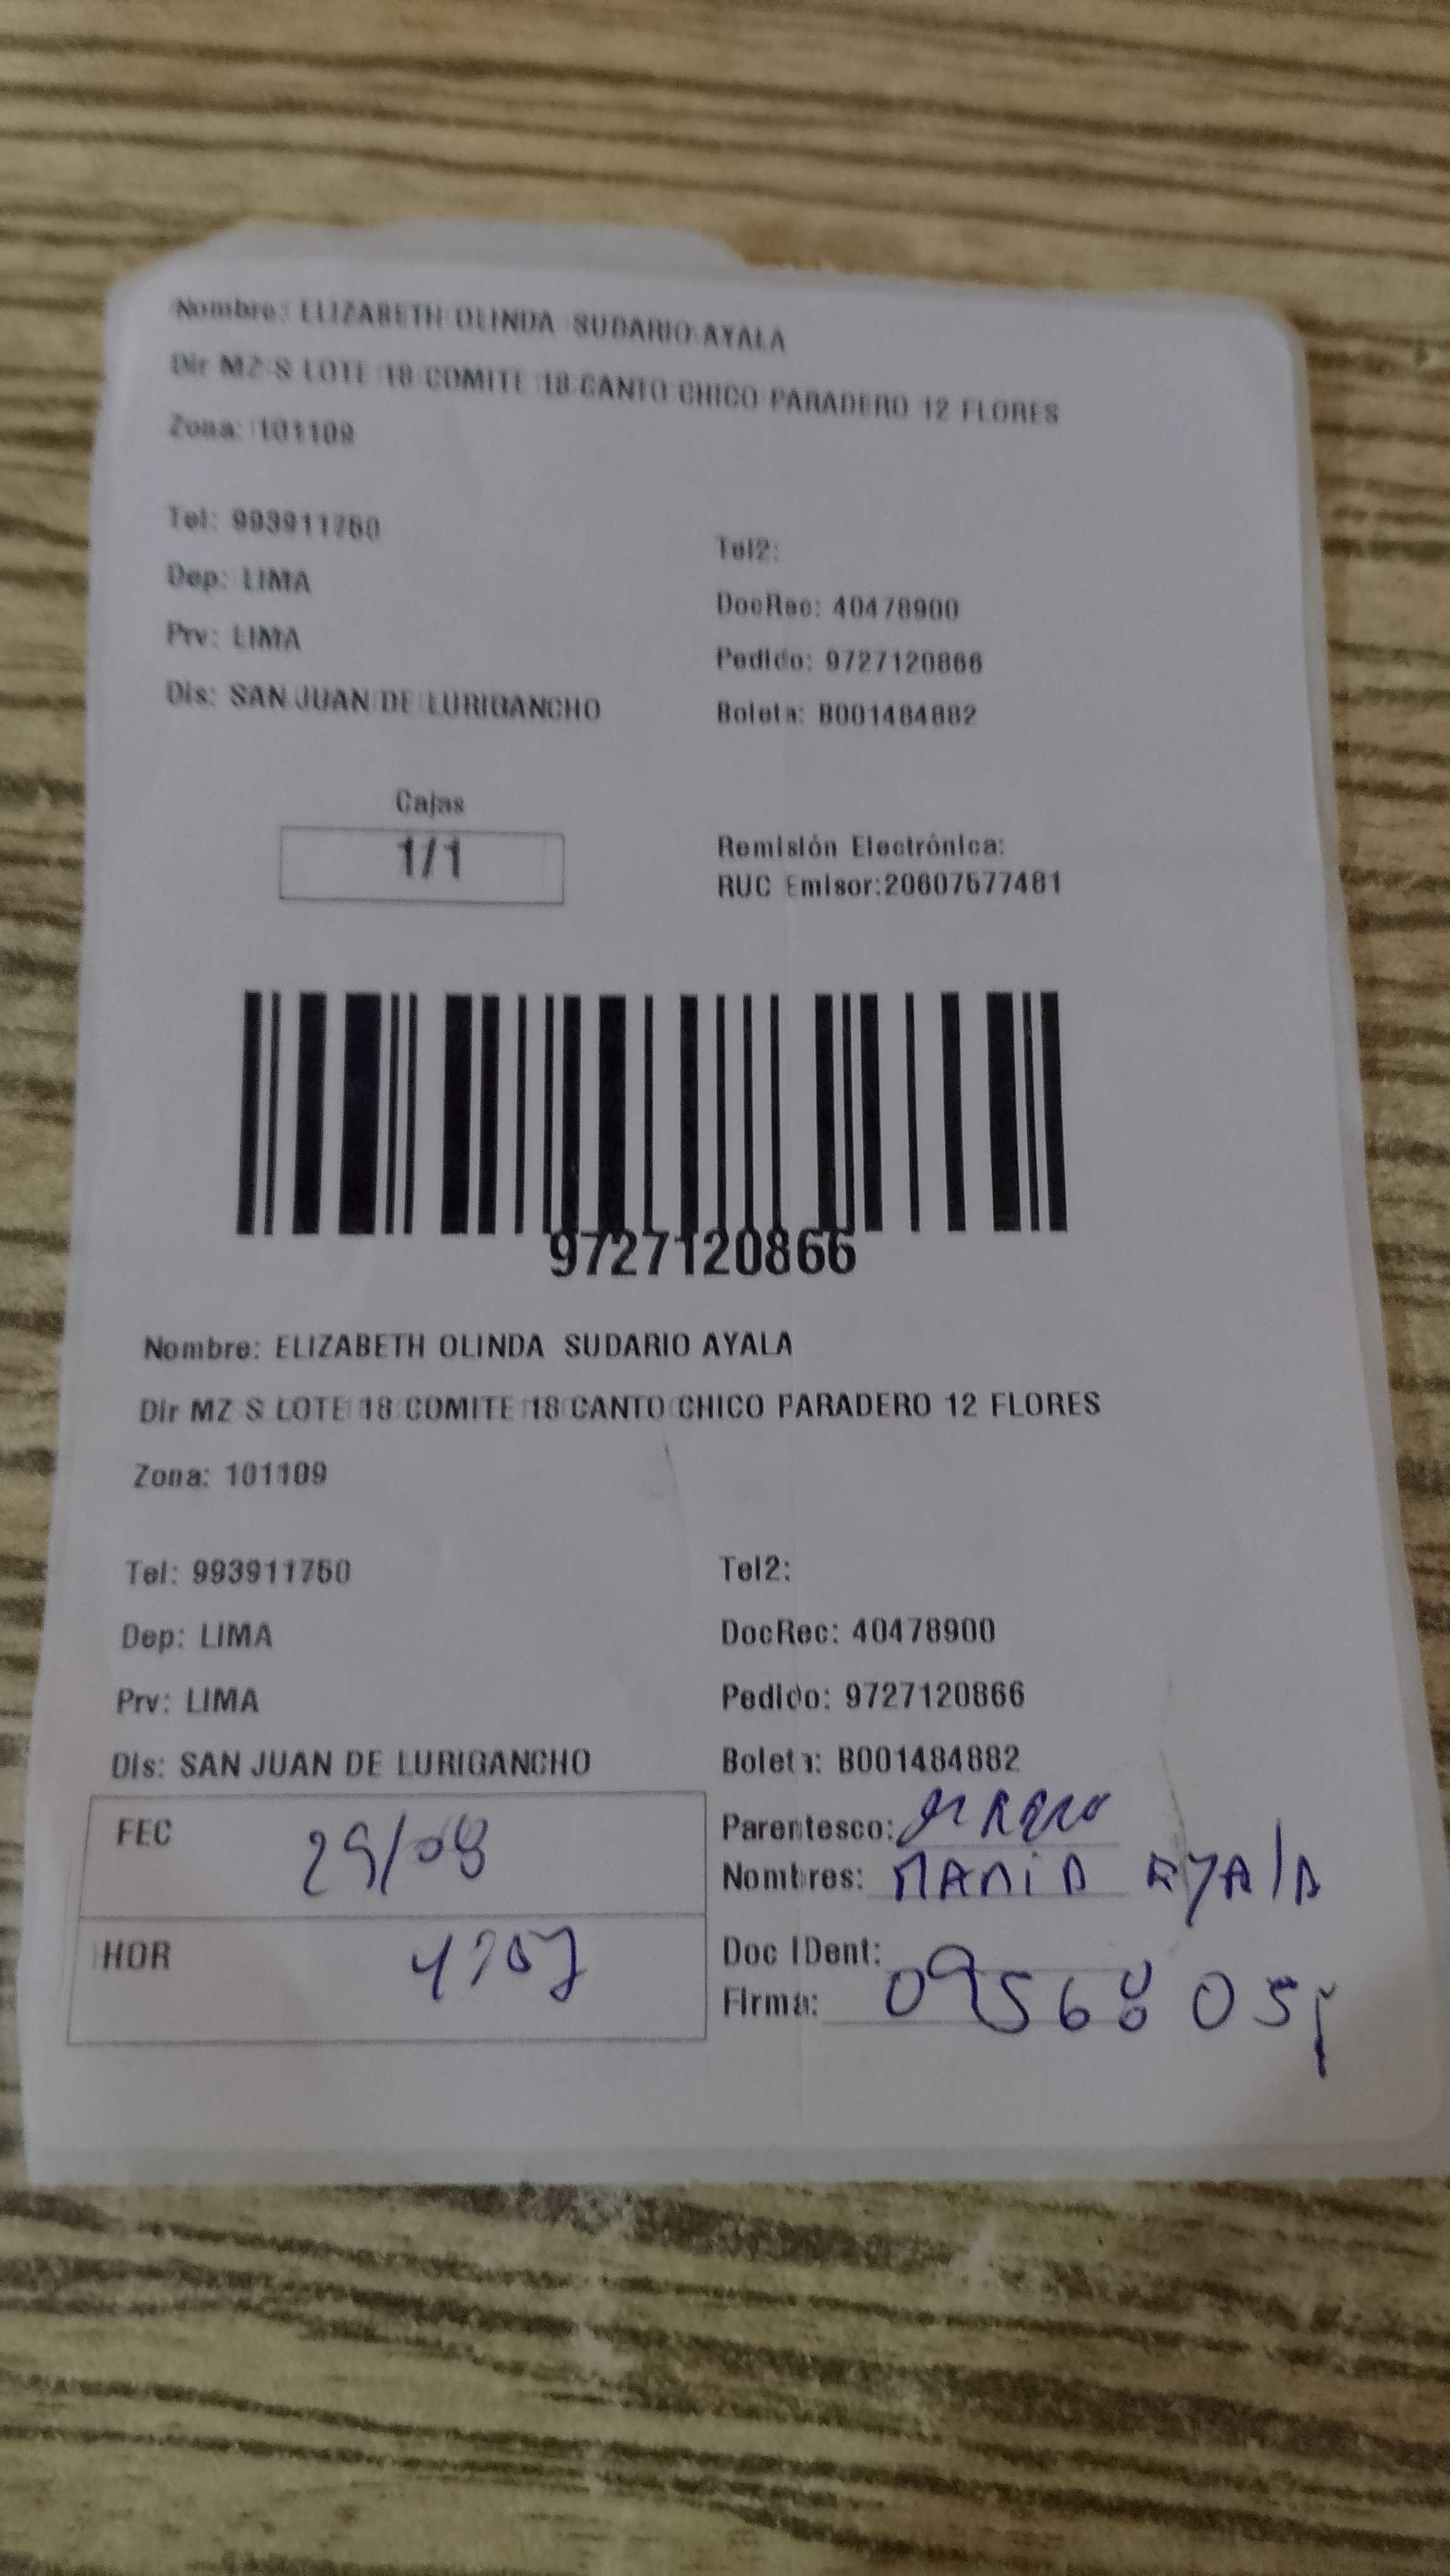 Nombre: ELIZABETH OLINDA SUDARIO AYALA
Dir MZ S LOTE 18 COMITE 18 CANTO CHICO PARADERO 12 FLORES
Zona: 101109
Tel: 993911760
Tel2:
Dep: LIMA
DocRec: 40478900
Prv: LIMA
Pedido: 9727120866
Dis: SAN JUAN DE LURIGANCHO
Boleta: B001484882
Cajas
1/1
Remisión Electrónica:
RUC Emisor:20607577481
9727120866
Nombre: ELIZABETH OLINDA SUDARIO AYALA
Dir MZ S LOTE 18 COMITE 18 CANTO CHICO PARADERO 12 FLORES
Zona: 101109
Tel: 993911760
Tel2:
Dep: LIMA
DocRec: 40478900
Prv: LIMA
Pedido: 9727120866
Dis: SAN JUAN DE LURIGANCHO
Boleta: B001484882
FEC 29/08
Parentesco:
Nombres: MARIA AYALA
HOR
Doc IDent:
Firma: